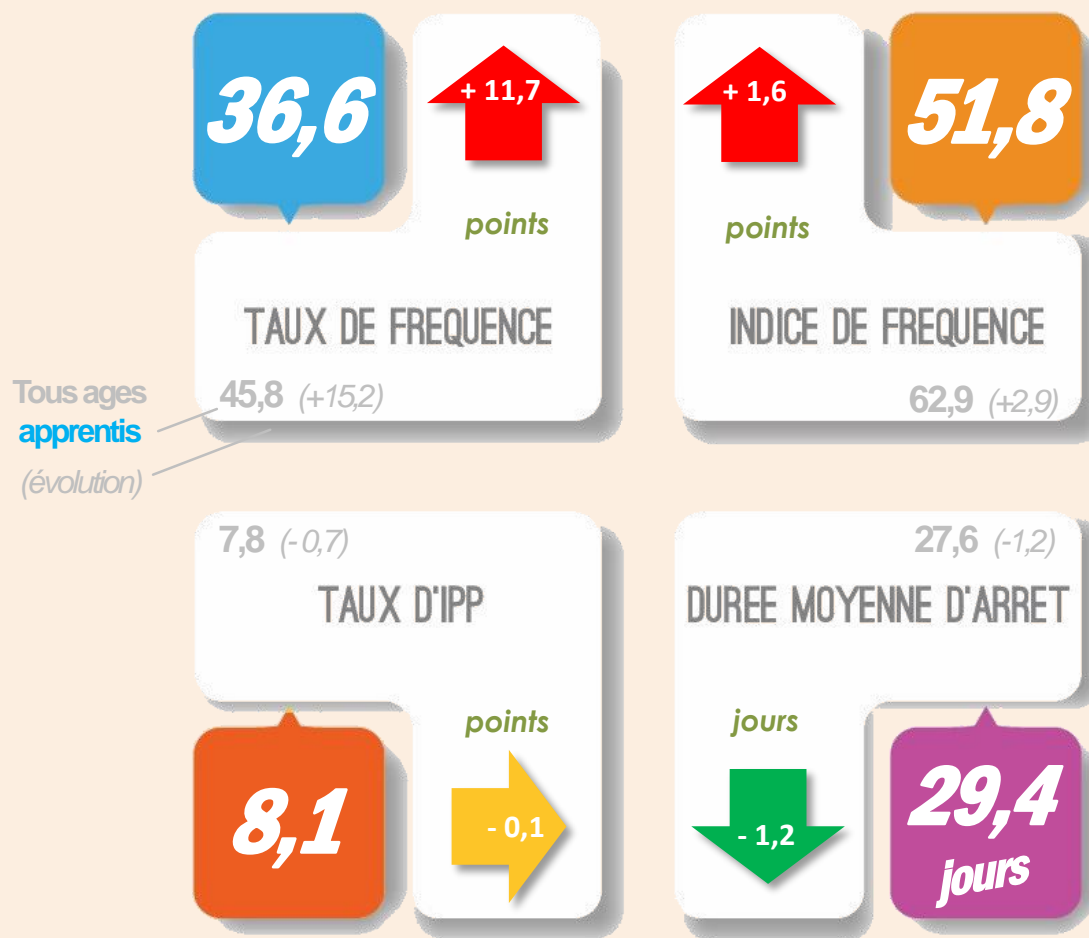 36,6
+ 11,7
points
TAUX DE FREQUENCE
45,8 (+15,2)
+ 1,6
51,8
points
INDICE DE FREQUENCE
62,9 (+2,9)
Tous ages
apprentis
(évolution)
7,8 (- 0,7)
TAUX D'IPP
points
8,1
- 0,1
27,6 (-1,2)
DUREE MOYENNE D'ARRET
jours
- 1,2
29,4
jours